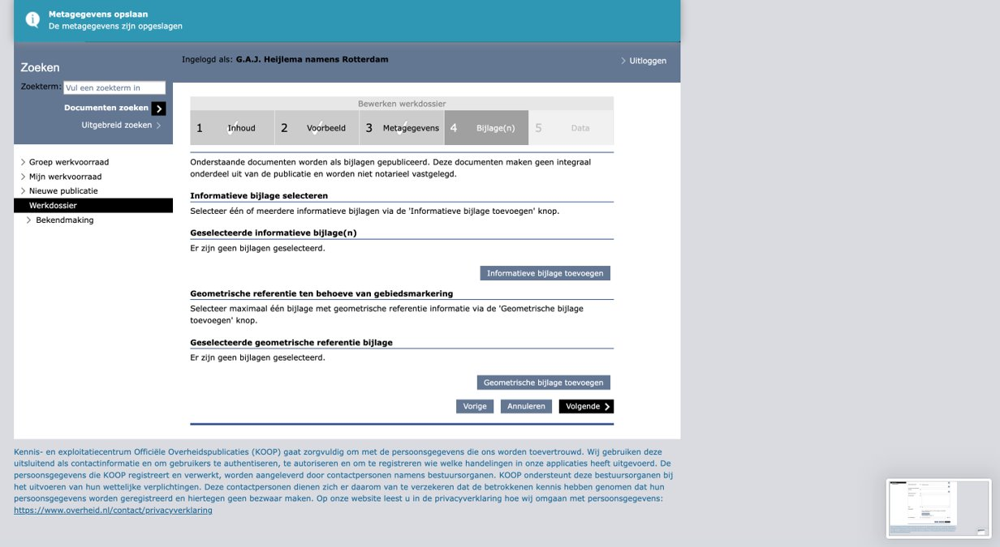 Metagegevens opslaan
De metagegevens zijn opgeslagen
Zoeken
Ingelogd als: G.A.J. Heijlema namens Rotterdam
Uitloggen
Zoekterm: Vul een zoekterm in
Documenten zoeken
Uitgebreid zoeken
Groep werkvoorraad
Mijn werkvoorraad
Nieuwe publicatie
Werkdossier
Bekendmaking
Bewerken werkdossier
1 Inhoud 2 Voorbeeld 3 Metagegevens 4 Bijlage(n) 5 Data
Onderstaande documenten worden als bijlagen gepubliceerd. Deze documenten maken geen integraal
onderdeel uit van de publicatie en worden niet notarieel vastgelegd.
Informatieve bijlage selecteren
Selecteer één of meerdere informatieve bijlagen via de 'Informatieve bijlage toevoegen' knop.
Geselecteerde informatieve bijlage(n)
Er zijn geen bijlagen geselecteerd.
Informatieve bijlage toevoegen
Geometrische referentie ten behoeve van gebiedsmarkering
Selecteer maximaal één bijlage met geometrische referentie informatie via de 'Geometrische bijlage
toevoegen' knop.
Geselecteerde geometrische referentie bijlage
Er zijn geen bijlagen geselecteerd.
Geometrische bijlage toevoegen
Vorige Annuleren Volgende
Kennis- en exploitatiecentrum Officiële Overheidspublicaties (KOOP) gaat zorgvuldig om met de persoonsgegevens die ons worden toevertrouwd. Wij gebruiken deze
uitsluitend als contactinformatie en om gebruikers te authentiseren, te autoriseren en om te registreren wie welke handelingen in onze applicaties heeft uitgevoerd. De
persoonsgegevens die KOOP registreert en verwerkt, worden aangeleverd door contactpersonen namens bestuursorganen. KOOP ondersteunt deze bestuursorganen bij
het uitvoeren van hun wettelijke verplichtingen. Deze contactpersonen dienen zich er daarom van te verzekeren dat de betrokkenen kennis hebben genomen dat hun
persoonsgegevens worden geregistreerd en hiertegen geen bezwaar maken. Op onze website leest u in de privacyverklaring hoe wij omgaan met persoonsgegevens:
https://www.overheid.nl/contact/privacyverklaring